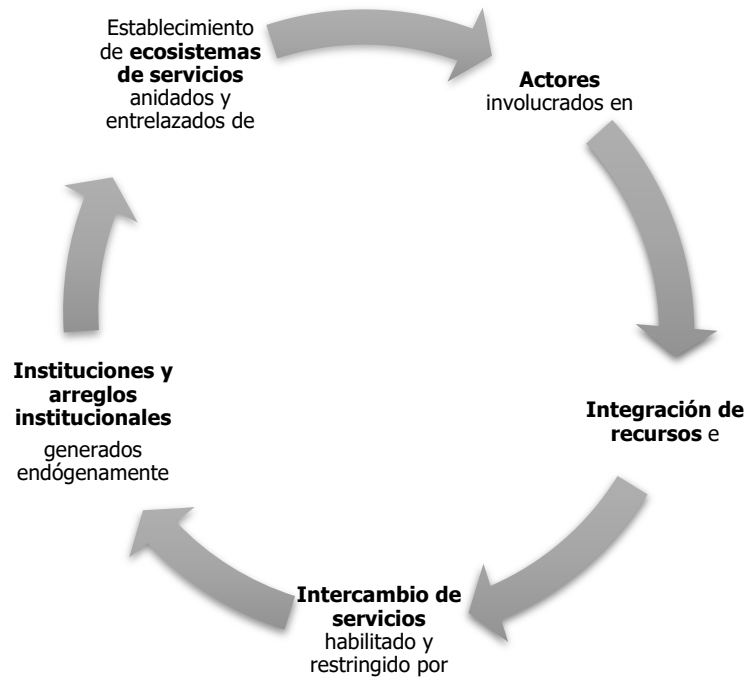 Establecimiento
de ecosistemas
de servicios
anidados y
entrelazados de
Actores
involucrados en
Integración de
recursos e
Intercambio de
servicios
habilitado y
restringido por
Instituciones y
arreglos
institucionales
generados
endógenamente